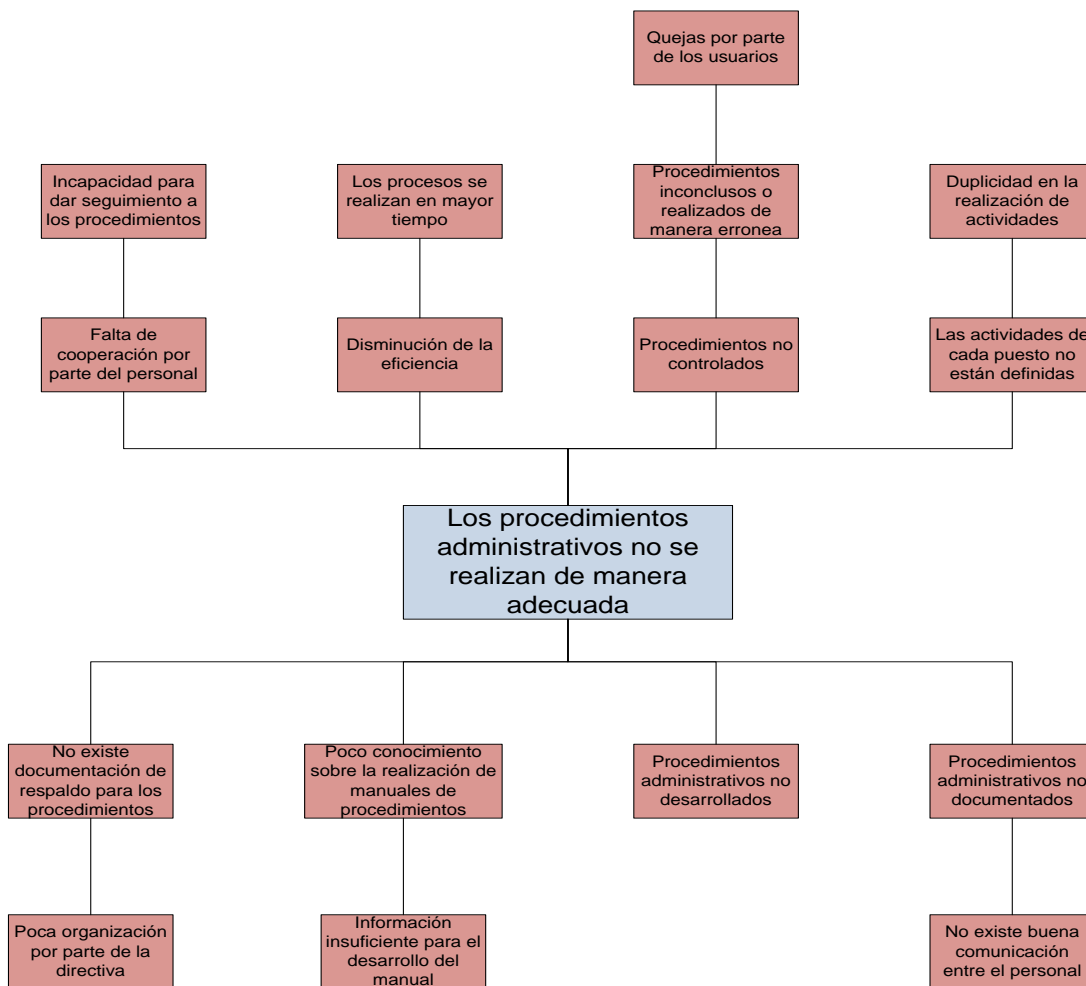 Quejas por parte
de los usuarios
Incapacidad para
dar seguimiento a
los procedimientos
Los procesos se
realizan en mayor
tiempo
Procedimientos
inconclusos o
realizados de
manera erronea
Duplicidad en la
realización de
actividades
Falta de
cooperación por
parte del personal
Disminución de la
eficiencia
Procedimientos no
controlados
Las actividades de
cada puesto no
están definidas
Los procedimientos
administrativos no se
realizan de manera
adecuada
No existe
documentación de
respaldo para los
procedimientos
Poco conocimiento
sobre la realización de
manuales de
procedimientos
Procedimientos
administrativos no
desarrollados
Procedimientos
administrativos no
documentados
Poca organización
por parte de la
directiva
Información
insuficiente para el
desarrollo del
manual
No existe buena
comunicación
entre el personal